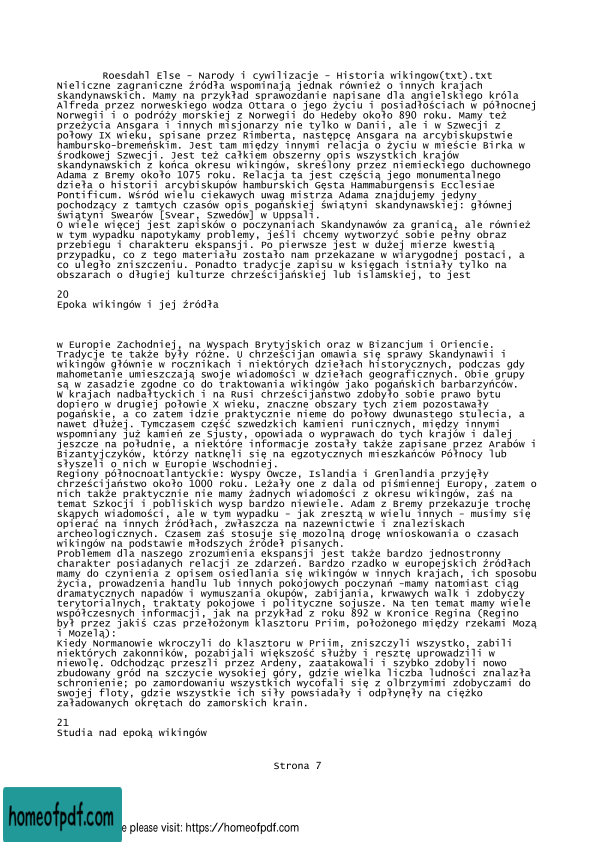 Roesdahl Else - Narody i cywilizacje - Historia wikingow(txt).txt
Nieliczne zagraniczne źródła wspominają jednak również o innych krajach
skandynawskich. Mamy na przykład sprawozdanie napisane dla angielskiego króla
Alfreda przez norweskiego wodza Ottara o jego życiu i posiadłościach w północnej
Norwegii i o podróży morskiej z Norwegii do Hedeby około 890 roku. Mamy też
przeżycia Ansgara i innych misjonarzy nie tylko w Danii, ale i w Szwecji z
połowy IX wieku, spisane przez Rimberta, następcę Ansgara na arcybiskupstwie
hambursko-bremeńskim. Jest tam między innymi relacja o życiu w mieście Birka w
środkowej Szwecji. Jest też całkiem obszerny opis wszystkich krajów
skandynawskich z końca okresu wikingów, skreślony przez niemieckiego duchownego
Adama z Bremy około 1075 roku. Relacja ta jest częścią jego monumentalnego
dzieła o historii arcybiskupów hamburskich Gęsta Hammaburgensis Ecclesiae
Pontificum. Wśród wielu ciekawych uwag mistrza Adama znajdujemy jedyny
pochodzący z tamtych czasów opis pogańskiej świątyni skandynawskiej: głównej
świątyni Swearów [Svear, Szwedów] w Uppsali.
O wiele więcej jest zapisków o poczynaniach Skandynawów za granicą, ale również
w tym wypadku napotykamy problemy, jeśli chcemy wytworzyć sobie pełny obraz
przebiegu i charakteru ekspansji. Po pierwsze jest w dużej mierze kwestią
przypadku, co z tego materiału zostało nam przekazane w wiarygodnej postaci, a
co uległo zniszczeniu. Ponadto tradycje zapisu w księgach istniały tylko na
obszarach o długiej kulturze chrześcijańskiej lub islamskiej, to jest
20
Epoka wikingów i jej źródła
w Europie Zachodniej, na Wyspach Brytyjskich oraz w Bizancjum i Oriencie.
Tradycje te także były różne. U chrześcijan omawia się sprawy Skandynawii i
wikingów głównie w rocznikach i niektórych dziełach historycznych, podczas gdy
mahometanie umieszczają swoje wiadomości w dziełach geograficznych. Obie grupy
są w zasadzie zgodne co do traktowania wikingów jako pogańskich barbarzyńców.
W krajach nadbałtyckich i na Rusi chrześcijaństwo zdobyło sobie prawo bytu
dopiero w drugiej połowie X wieku, znaczne obszary tych ziem pozostawały
pogańskie, a co zatem idzie praktycznie nieme do połowy dwunastego stulecia, a
nawet dłużej. Tymczasem część szwedzkich kamieni runicznych, między innymi
wspomniany już kamień ze Sjusty, opowiada o wyprawach do tych krajów i dalej
jeszcze na południe, a niektóre informacje zostały także zapisane przez Arabów i
Bizantyjczyków, którzy natknęli się na egzotycznych mieszkańców Północy lub
słyszeli o nich w Europie Wschodniej.
Regiony północnoatlantyckie: Wyspy Owcze, Islandia i Grenlandia przyjęły
chrześcijaństwo około 1000 roku. Leżały one z dala od piśmiennej Europy, zatem o
nich także praktycznie nie mamy żadnych wiadomości z okresu wikingów, zaś na
temat Szkocji i pobliskich wysp bardzo niewiele. Adam z Bremy przekazuje trochę
skąpych wiadomości, ale w tym wypadku - jak zresztą w wielu innych - musimy się
opierać na innych źródłach, zwłaszcza na nazewnictwie i znaleziskach
archeologicznych. Czasem zaś stosuje się mozolną drogę wnioskowania o czasach
wikingów na podstawie młodszych źródeł pisanych.
Problemem dla naszego zrozumienia ekspansji jest także bardzo jednostronny
charakter posiadanych relacji ze zdarzeń. Bardzo rzadko w europejskich źródłach
mamy do czynienia z opisem osiedlania się wikingów w innych krajach, ich sposobu
życia, prowadzenia handlu lub innych pokojowych poczynań -mamy natomiast ciąg
dramatycznych napadów i wymuszania okupów, zabijania, krwawych walk i zdobyczy
terytorialnych, traktaty pokojowe i polityczne sojusze. Na ten temat mamy wiele
współczesnych informacji, jak na przykład z roku 892 w Kronice Regina (Regino
był przez jakiś czas przełożonym klasztoru Priim, położonego między rzekami Mozą
i Mozelą):
Kiedy Normanowie wkroczyli do klasztoru w Priim, zniszczyli wszystko, zabili
niektórych zakonników, pozabijali większość służby i resztę uprowadzili w
niewolę. Odchodząc przeszli przez Ardeny, zaatakowali i szybko zdobyli nowo
zbudowany gród na szczycie wysokiej góry, gdzie wielka liczba ludności znalazła
schronienie; po zamordowaniu wszystkich wycofali się z olbrzymimi zdobyczami do
swojej floty, gdzie wszystkie ich siły powsiadały i odpłynęły na ciężko
załadowanych okrętach do zamorskich krain.
21
Studia nad epoką wikingów
Strona 7
homeofpdf.com
e please visit: https://homeofpdf.com